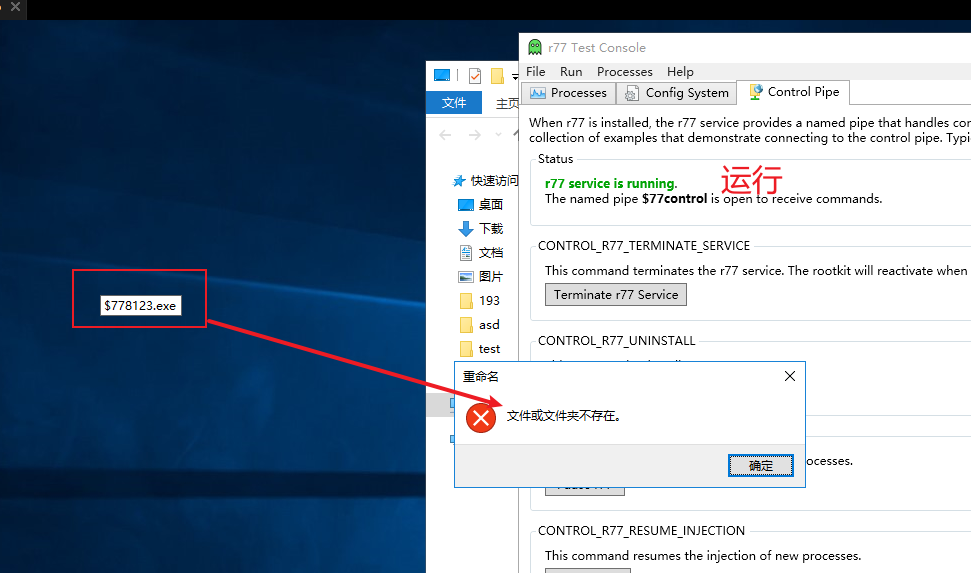 r77 Test Console
File Run Processes Help
文件
主页
Processes
Config System
Control Pipe
When r77 is installed, the r77 service provides a named pipe that handles
collection of examples that demonstrate connecting to the control pipe.
Status
r77 service is running.
运行
The named pipe $77control is open to receive commands.
快速访问
桌面
下载
文档
图片
193
asd
test
CONTROL_R77_TERMINATE_SERVICE
This command terminates the r77 service. The rootkit will reactivate when
Terminate r77 Service
$778123.exe
CONTROL_R77_UNINSTALL
重命名
文件或文件夹不存在。
确定
CONTROL_R77_RESUME_INJECTION
This command resumes the injection of new processes.